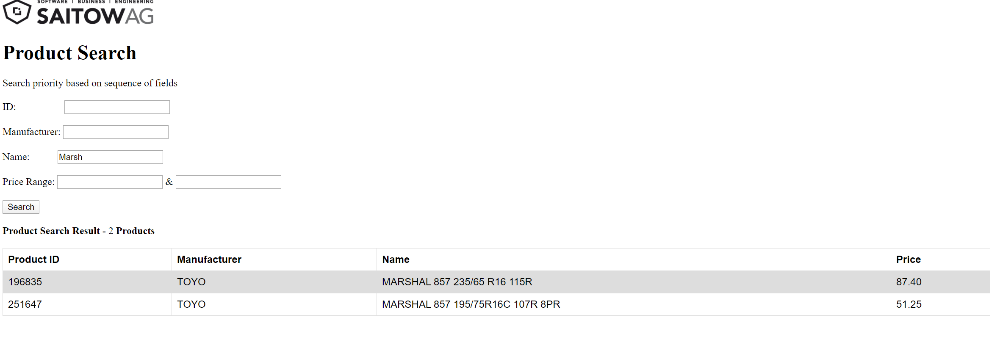 SOFTWARE | BUSINESS | ENGINEERING
SAITOWAG
Product Search
Search priority based on sequence of fields
ID:
Manufacturer:
Name: Marsh
Price Range: &
Search
Product Search Result - 2 Products
Product ID Manufacturer Name Price
196835 TOYO MARSHAL 857 235/65 R16 115R 87.40
251647 TOYO MARSHAL 857 195/75R16C 107R 8PR 51.25